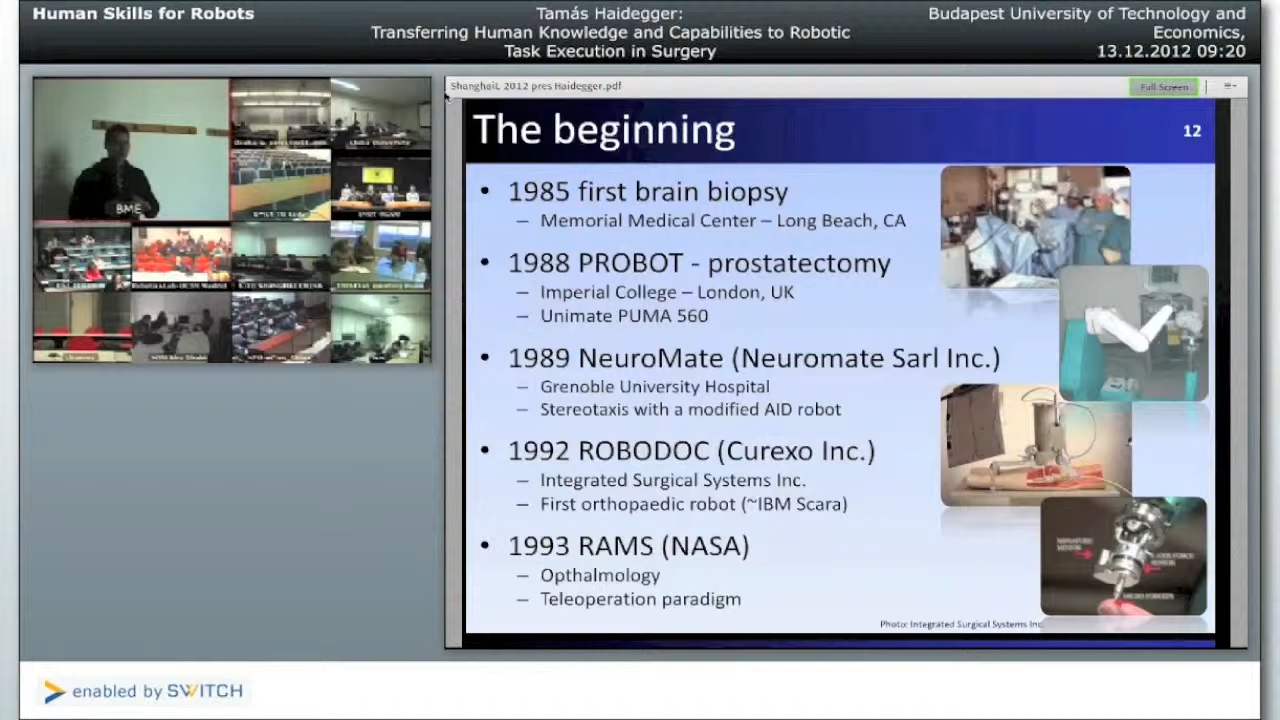 Human Skills for Robots
Tamás Haidegger:
Transferring Human Knowledge and Capabilities to Robotic
Task Execution in Surgery
Budapest University of Technology and
Economics,
13.12.2012 09:20
BME
ShanghaiL 2012 pres Haidegger.pdf
Full Screen
The beginning
12
• 1985 first brain biopsy
– Memorial Medical Center – Long Beach, CA
• 1988 PROBOT - prostatectomy
– Imperial College – London, UK
– Unimate PUMA 560
• 1989 NeuroMate (Neuromate Sarl Inc.)
– Grenoble University Hospital
– Stereotaxis with a modified AID robot
• 1992 ROBODOC (Curexo Inc.)
– Integrated Surgical Systems Inc.
– First orthopaedic robot (~IBM Scara)
• 1993 RAMS (NASA)
– Opthalmology
– Teleoperation paradigm
Photo: Integrated Surgical Systems Inc.
enabled by SWITCH